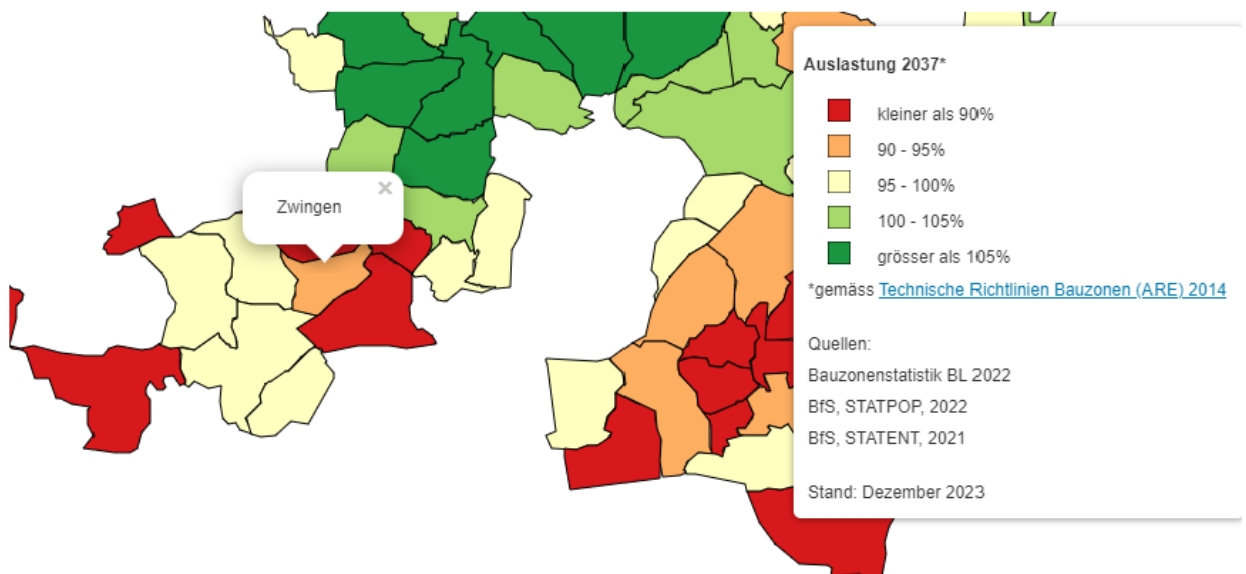 Zwingen
×
Auslastung 2037*
kleiner als 90%
90 - 95%
95 - 100%
100 - 105%
grösser als 105%
*gemäss Technische Richtlinien Bauzonen (ARE) 2014
Quellen:
Bauzonenstatistik BL 2022
BfS, STATPOP, 2022
BfS, STATENT, 2021
Stand: Dezember 2023